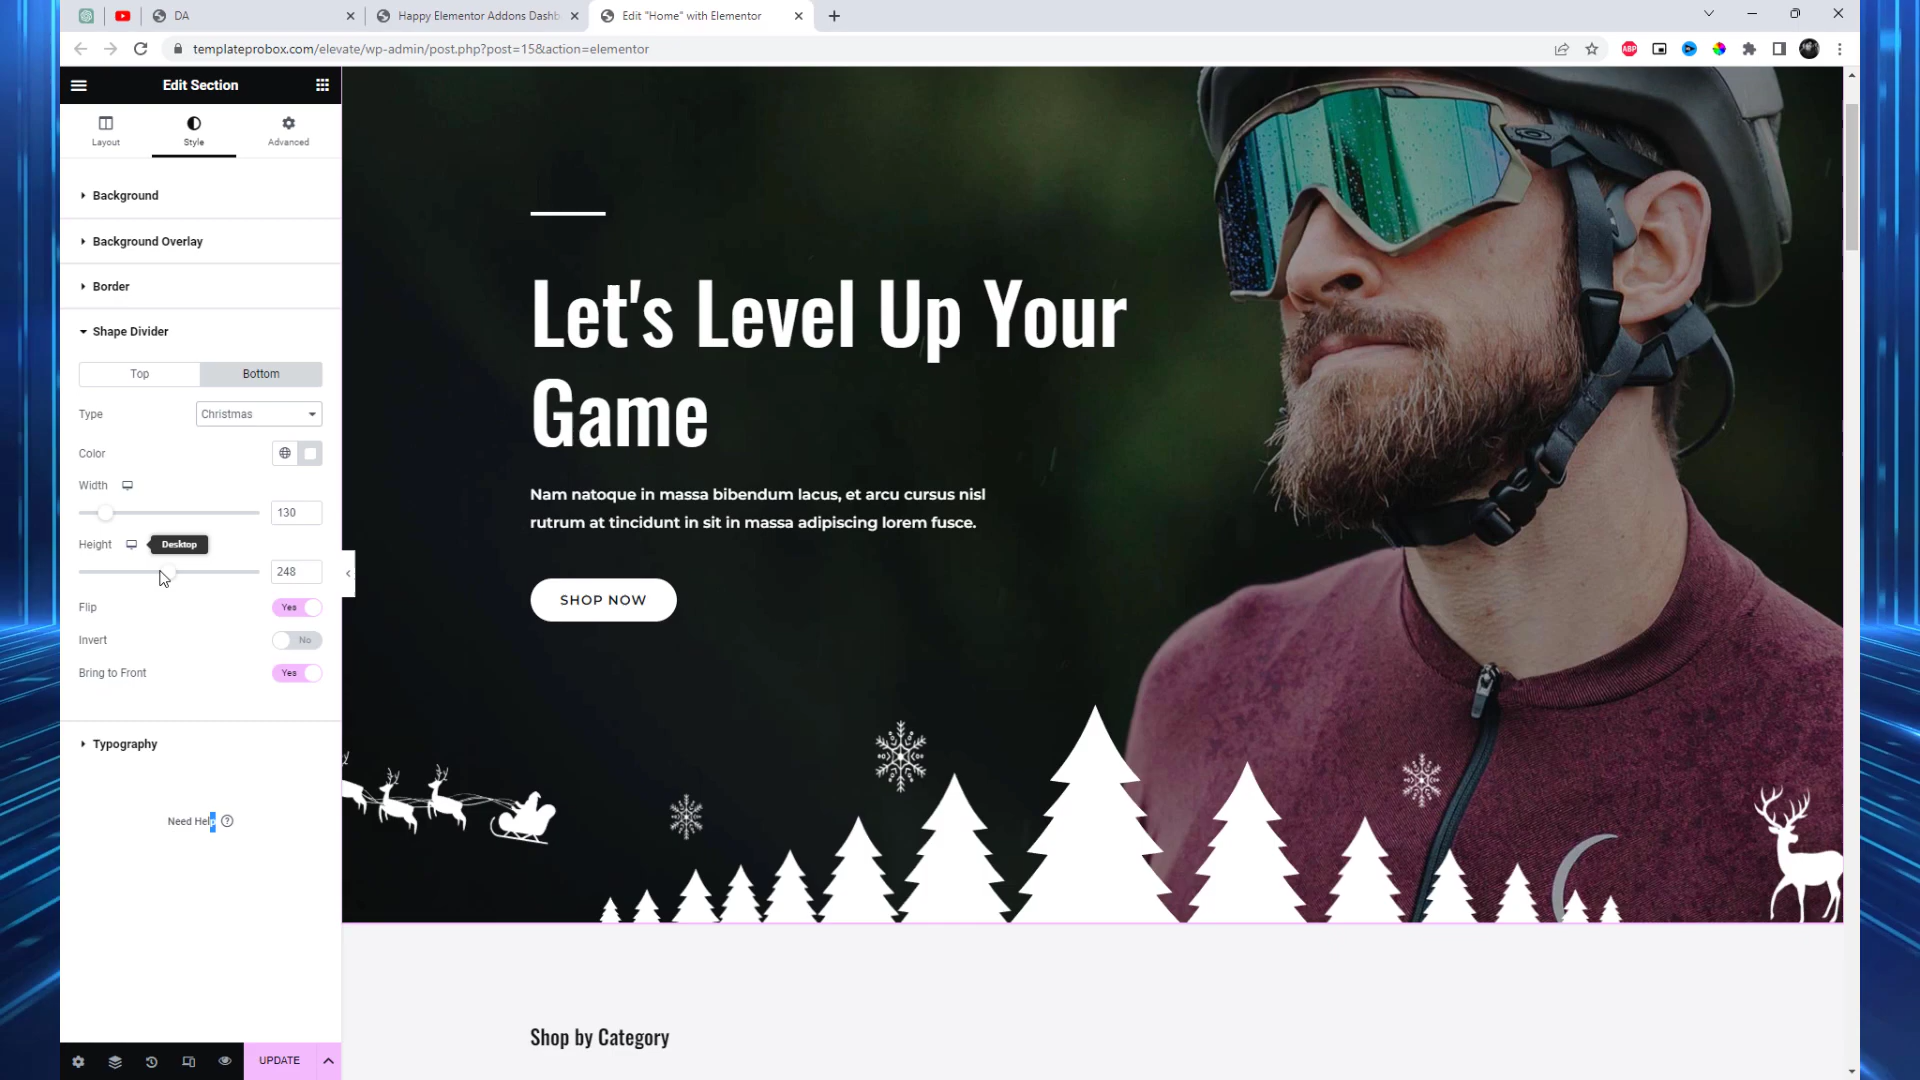 DA
Happy Elementor Addons Dashb
Edit "Home" with Elementor
templateprobox.com/elevate/wp-admin/post.php?post=15&action=elementor
ABP
Edit Section
Layout
Style
Advanced
Background
Background Overlay
Border
Shape Divider
Top
Bottom
Type
Christmas
Color
Width
130
Height
Desktop
248
Flip
Yes
Invert
No
Bring to Front
Yes
Typography
Need Help
UPDATE
Let's Level Up Your
Game
Nam natoque in massa bibendum lacus, et arcu cursus nisl
rutrum at tincidunt in sit in massa adipiscing lorem fusce.
SHOP NOW
Shop by Category